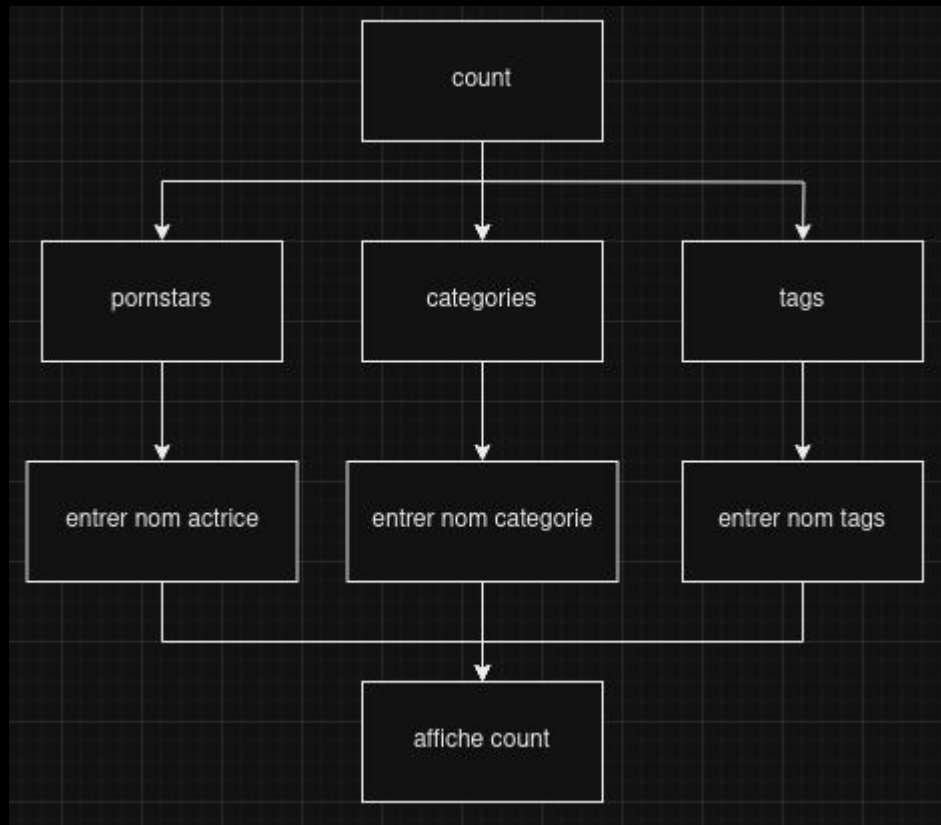 count
pornstars
categories
tags
entrer nom actrice
entrer nom categorie
entrer nom tags
affiche count